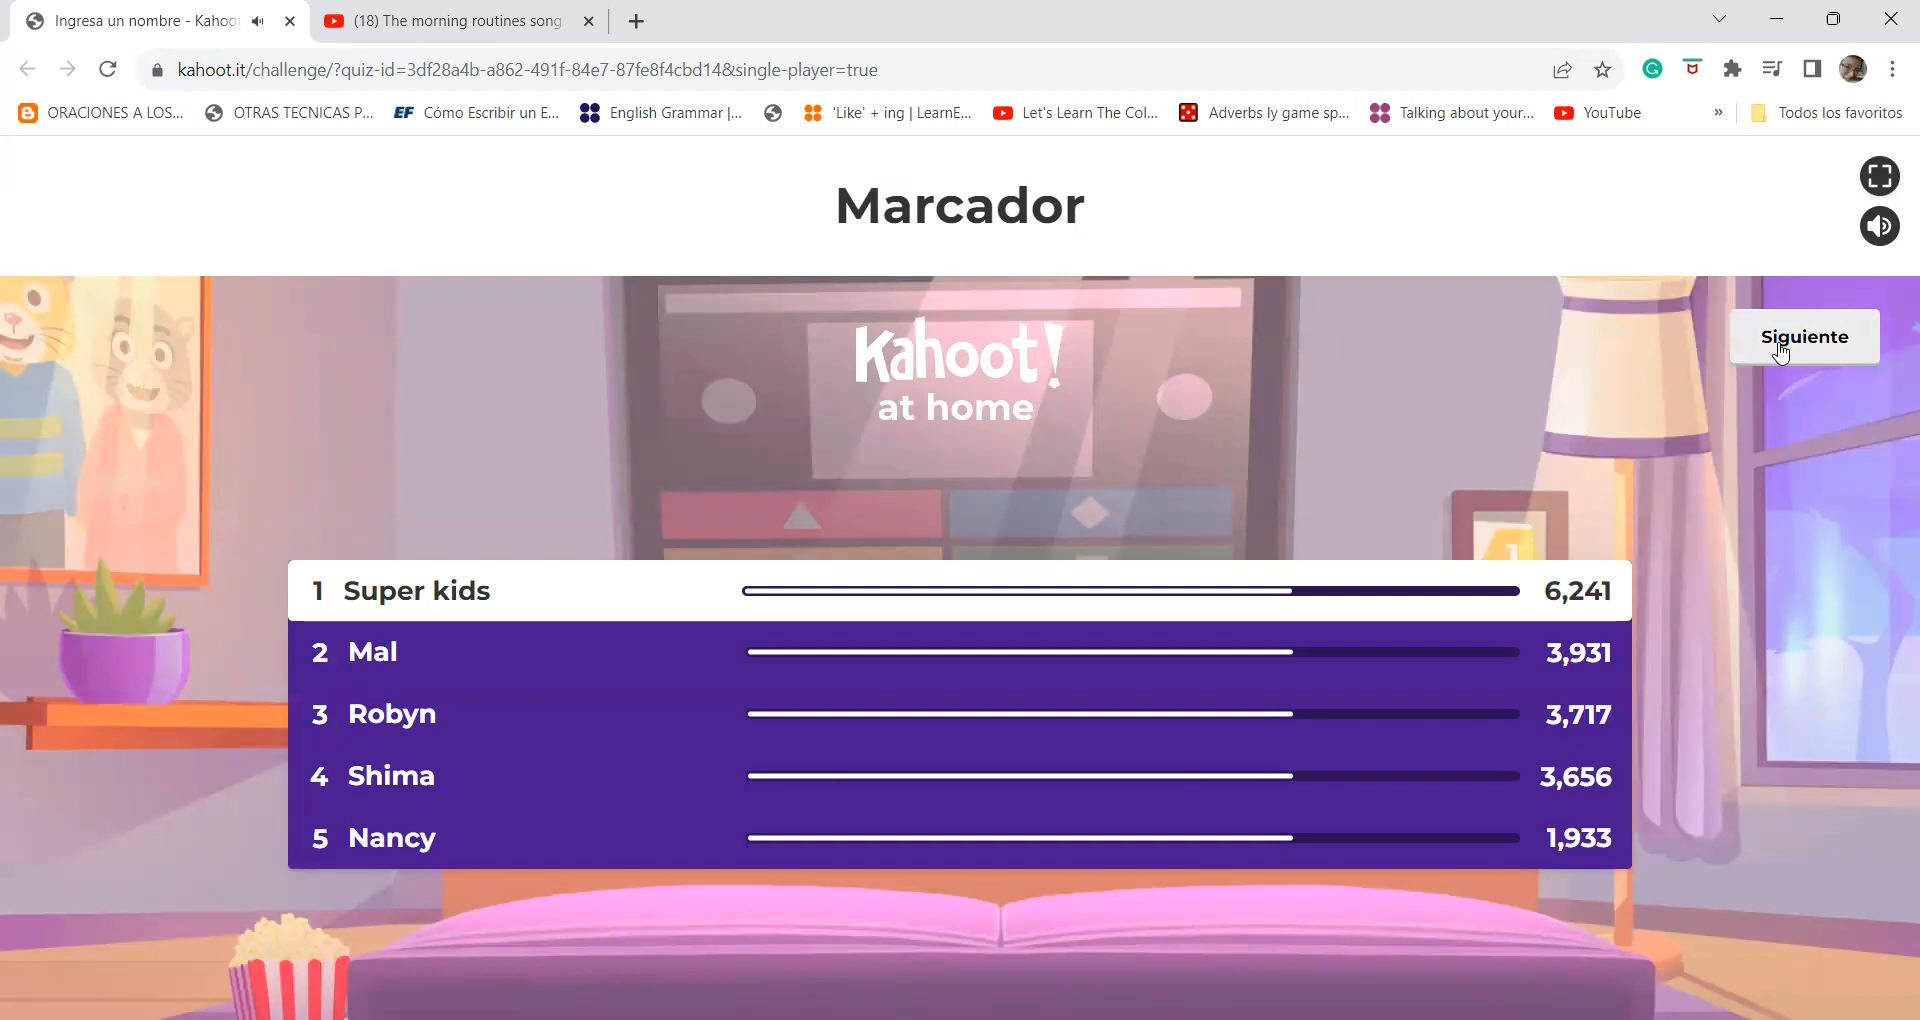 Ingresa un nombre - Kahoot
(18) The morning routines song
kahoot.it/challenge/?quiz-id=3df28a4b-a862-491f-84e7-87fe8f4cbd14&single-player=true
ORACIONES A LOS...
OTRAS TECNICAS P...
EF Cómo Escribir un E...
English Grammar |...
'Like' + ing | LearnE...
Let's Learn The Col...
Adverbs ly game sp...
Talking about your...
YouTube
»
Todos los favoritos
Marcador
Kahoot!
at home
Siguiente
1 Super kids 6,241
2 Mal 3,931
3 Robyn 3,717
4 Shima 3,656
5 Nancy 1,933